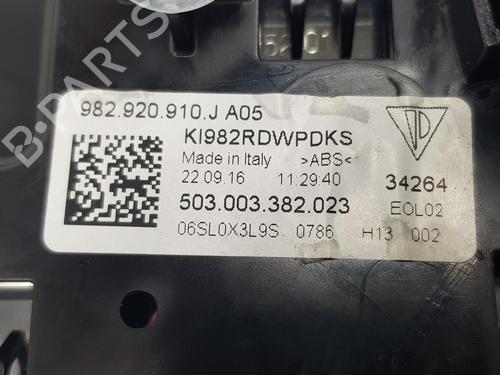 B-PARTS
5201
982.920.910.J A05
KI982RDWPDKS
Made in Italy >ABS<
22.09.16 11:29:40 34264
503.003.382.023 EOL02
06SL0X3L9S 0786 H13 002